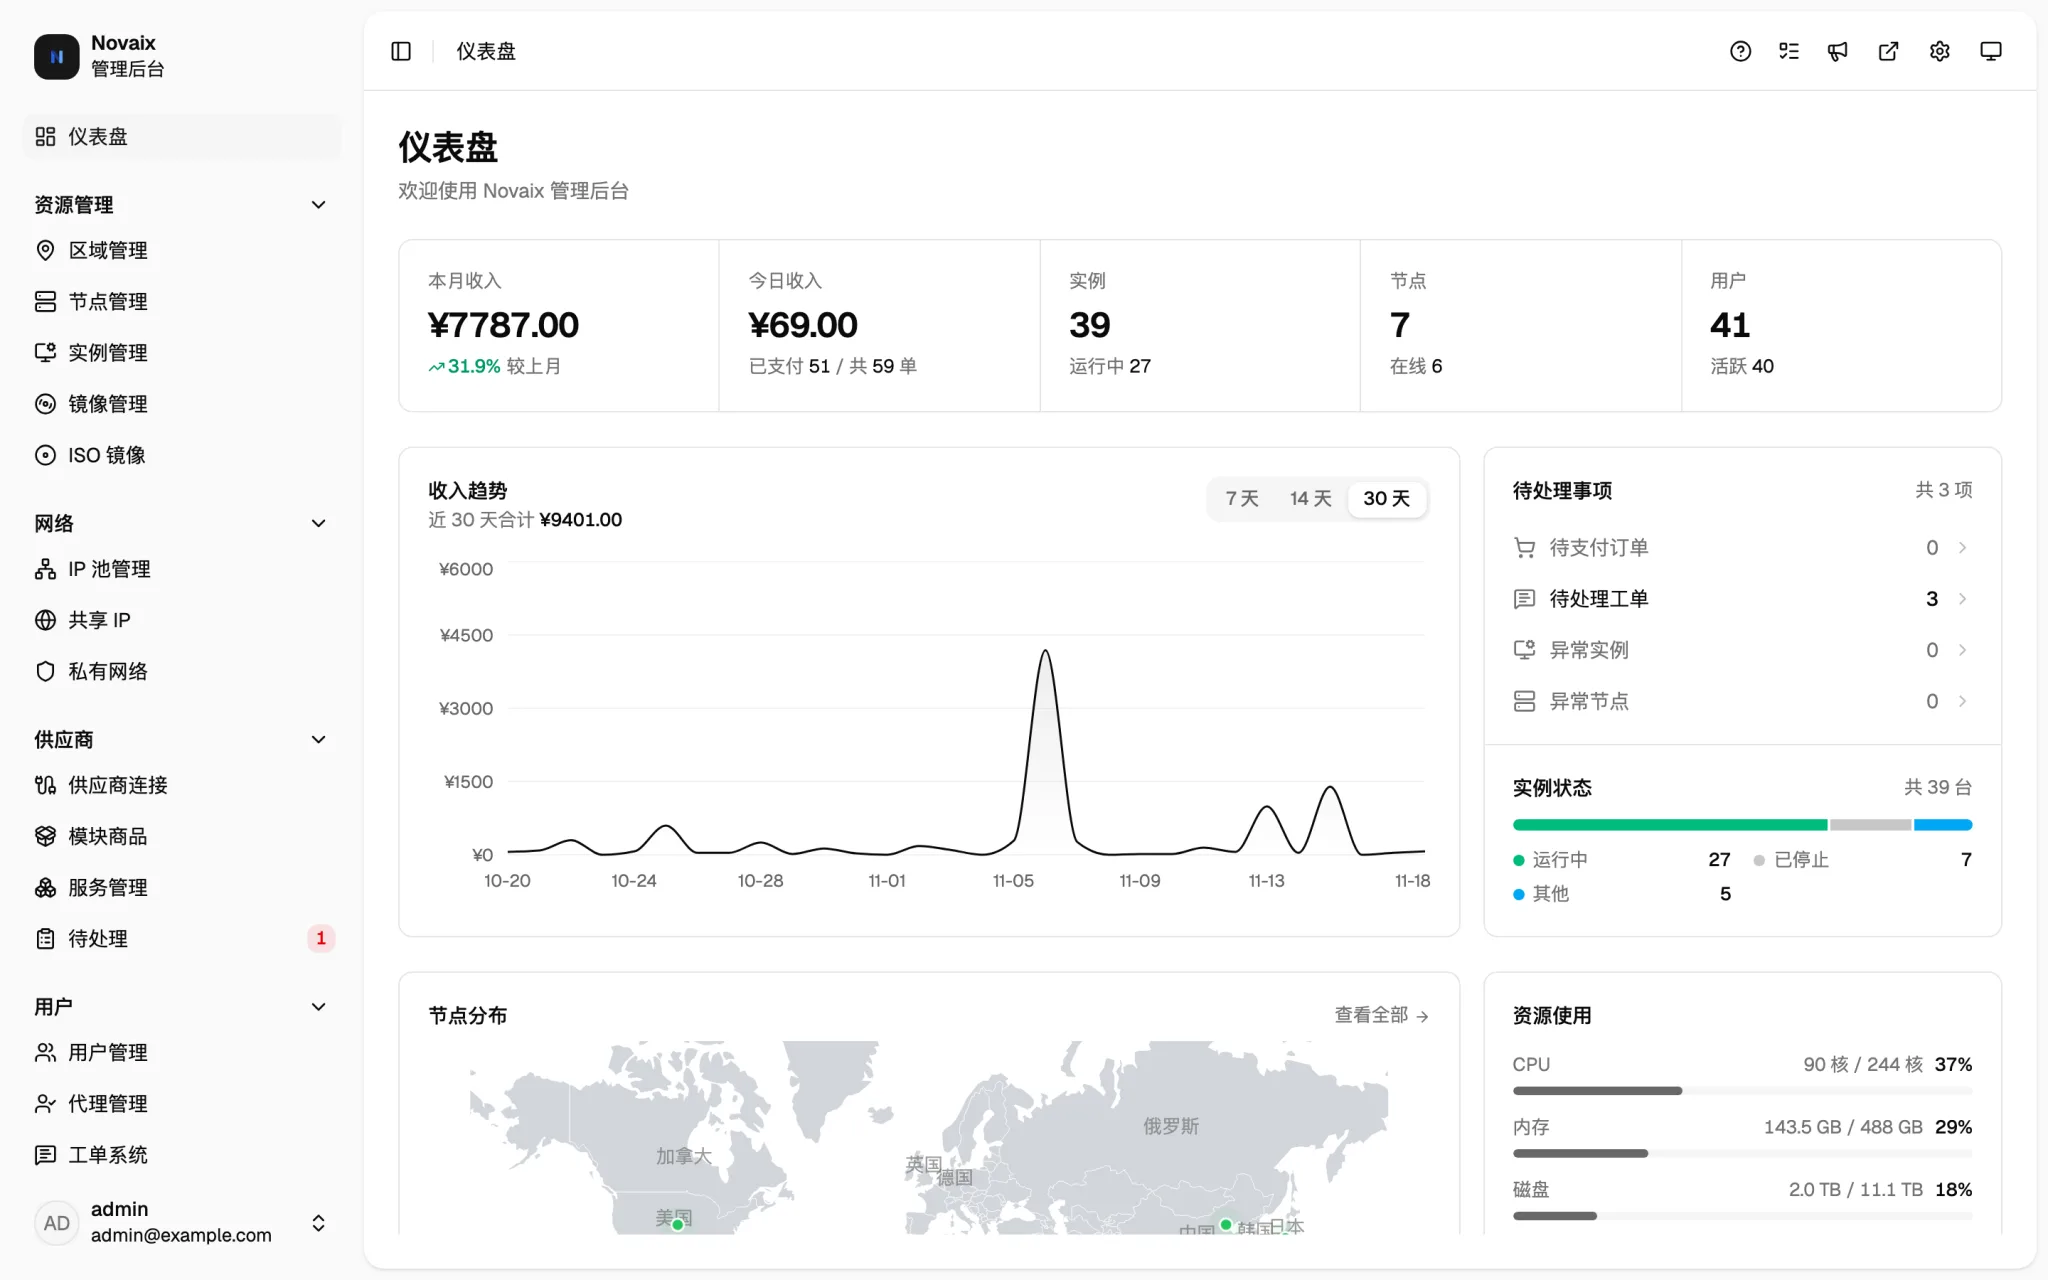 Novaix
管理后台
仪表盘
资源管理
区域管理
节点管理
实例管理
镜像管理
ISO 镜像
网络
IP 池管理
共享 IP
私有网络
供应商
供应商连接
模块商品
服务管理
待处理 1
用户
用户管理
代理管理
工单系统
AD
admin
admin@example.com
仪表盘
仪表盘
欢迎使用 Novaix 管理后台
本月收入
¥7787.00
31.9% 较上月
今日收入
¥69.00
已支付 51 / 共 59 单
实例
39
运行中 27
节点
7
在线 6
用户
41
活跃 40
收入趋势
近 30 天合计 ¥9401.00
7 天 14 天 30 天
¥6000
¥4500
¥3000
¥1500
¥0
10-20 10-24 10-28 11-01 11-05 11-09 11-13 11-18
待处理事项 共 3 项
待支付订单 0
待处理工单 3
异常实例 0
异常节点 0
实例状态 共 39 台
运行中 27 已停止 7
其他 5
节点分布 查看全部
俄罗斯
加拿大
英国
德国
美国
中国
韩国
日本
资源使用
CPU 90 核 / 244 核 37%
内存 143.5 GB / 488 GB 29%
磁盘 2.0 TB / 11.1 TB 18%